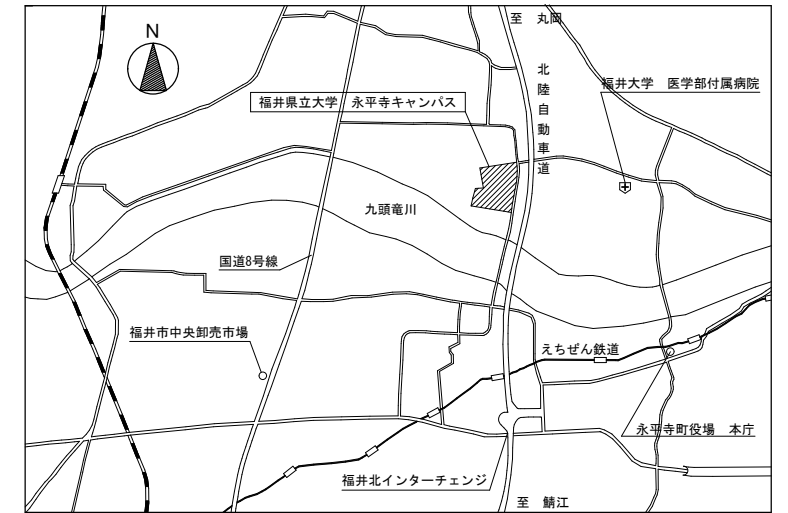 至　丸岡
N
北陸自動車道
福井大学　医学部付属病院
福井県立大学　永平寺キャンパス
九頭竜川
国道8号線
福井市中央卸売市場
えちぜん鉄道
永平寺町役場　本庁
福井北インターチェンジ
至　鯖江